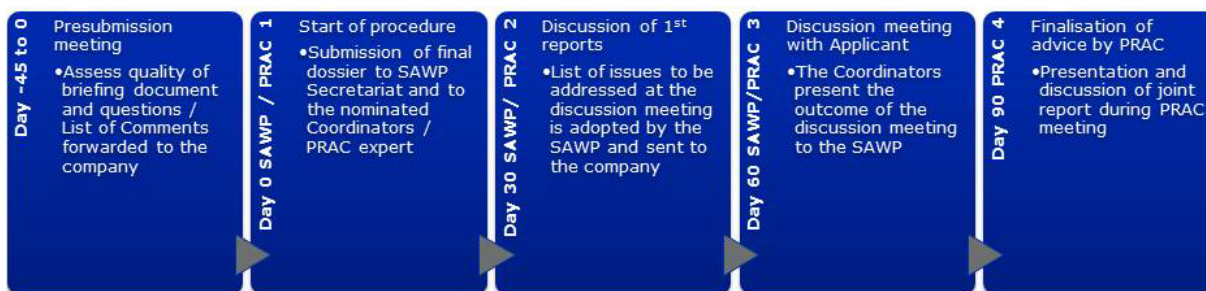 Day -45 to 0
Presubmission
meeting
•Assess quality of
briefing document
and questions /
List of Comments
forwarded to the
company
Day 0 SAWP / PRAC 1
Start of procedure
•Submission of final
dossier to SAWP
Secretariat and to
the nominated
Coordinators /
PRAC expert
Day 30 SAWP/ PRAC 2
Discussion of 1st
reports
•List of issues to be
addressed at the
discussion meeting
is adopted by the
SAWP and sent to
the company
Day 60 SAWP/PRAC 3
Discussion meeting
with Applicant
•The Coordinators
present the
outcome of the
discussion meeting
to the SAWP
Day 90 PRAC 4
Finalisation of
advice by PRAC
•Presentation and
discussion of joint
report during PRAC
meeting